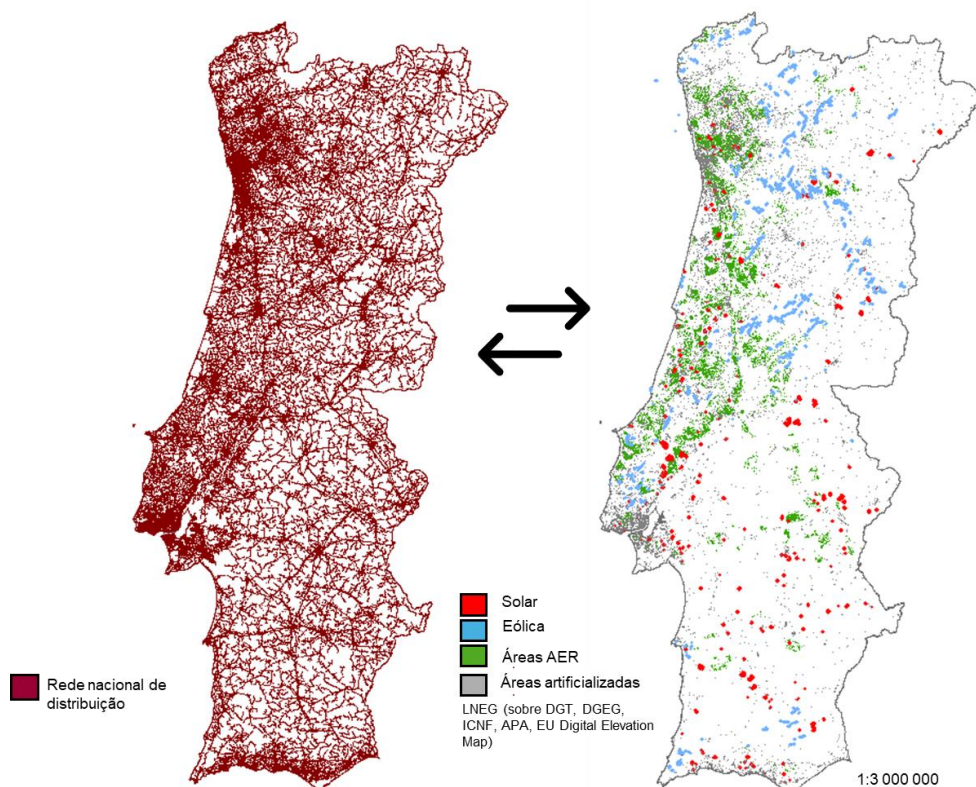 Rede nacional de
distribuição
Solar
Eólica
Áreas AER
Áreas artificializadas
LNEG (sobre DGT, DGEG,
ICNF, APA, EU Digital Elevation
Map)
1:3 000 000